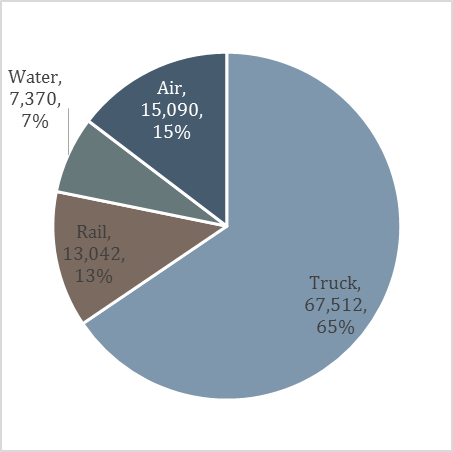 Water,
7,370,
7%
Air,
15,090,
15%
Rail,
13,042,
13%
Truck,
67,512,
65%